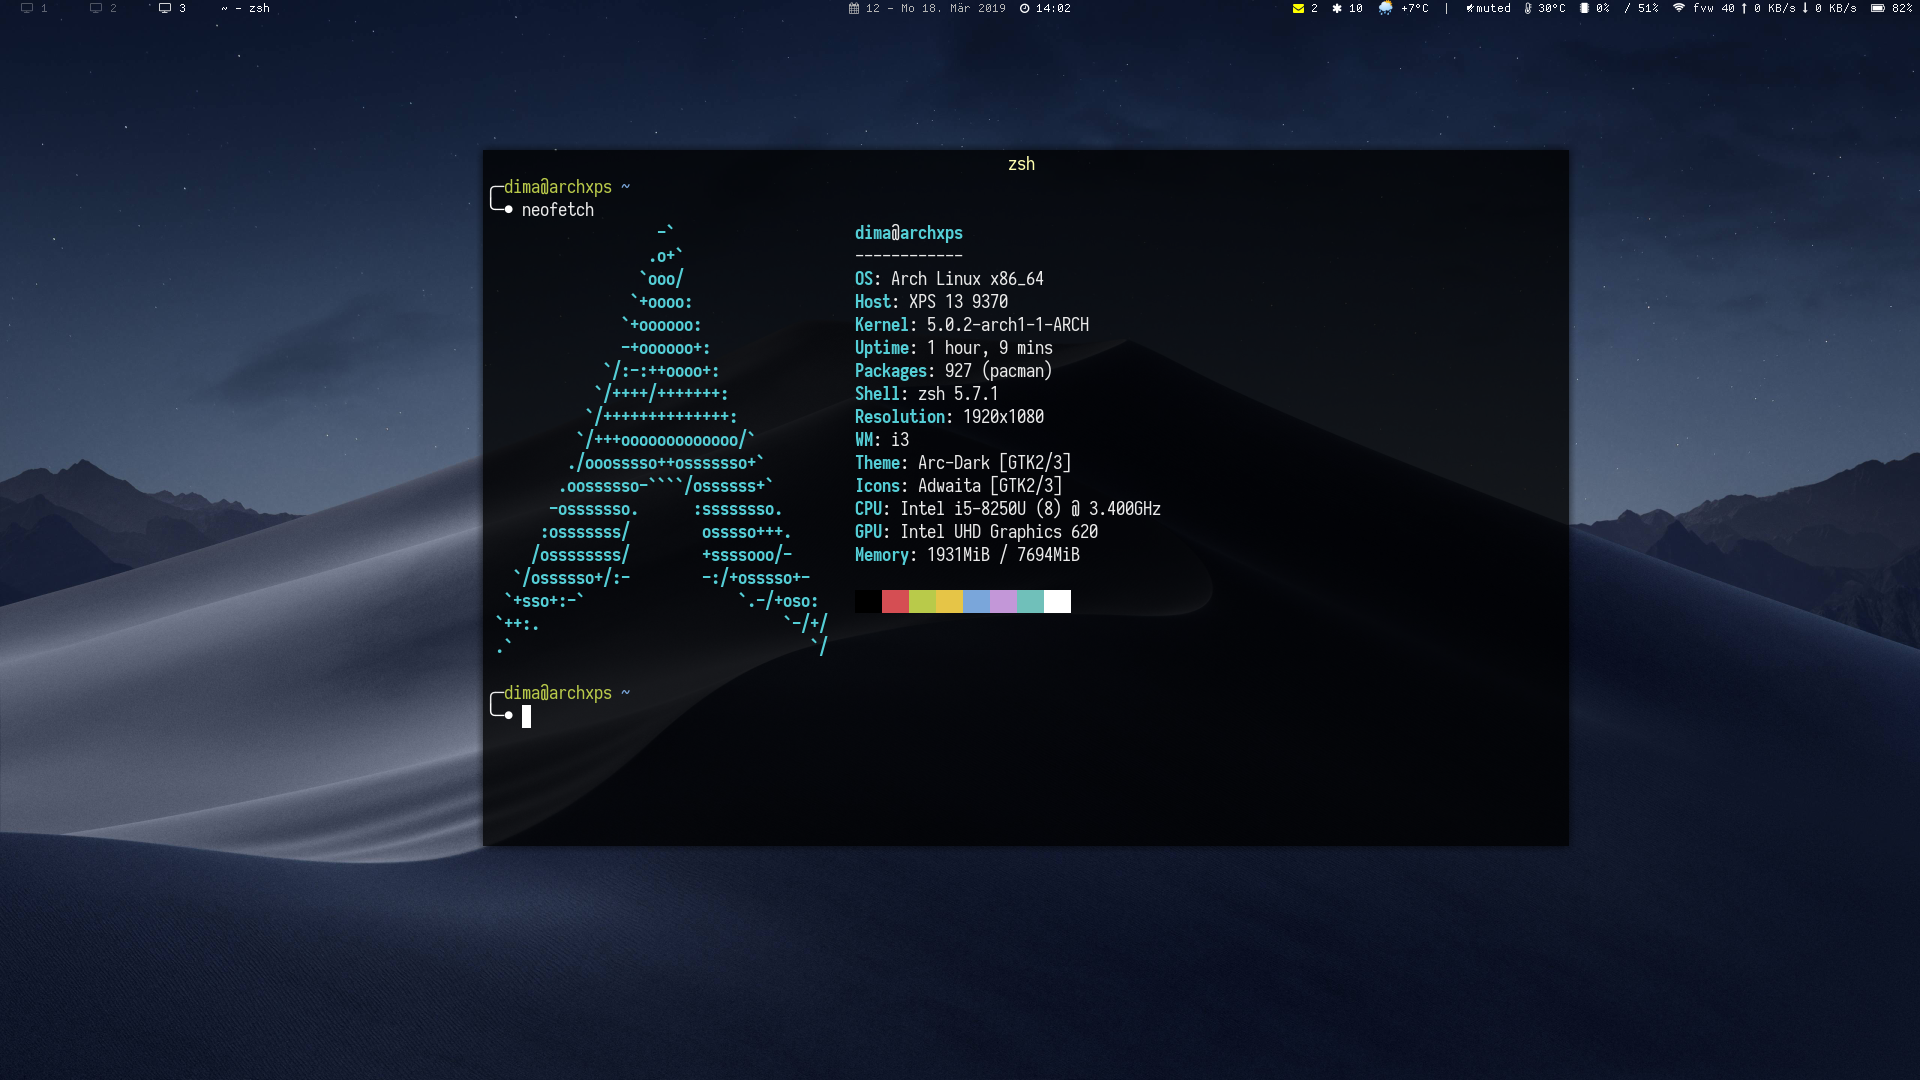 1 2 3 ~ - zsh 12 - Mo 18. Mär 2019 14:02 2 10 +7°C | muted 30°C 0% / 51% fvw 40 0 KB/s 0 KB/s 82%
zsh
dima@archxps ~
neofetch
-` dima@archxps
.o+` ------------
`ooo/ OS: Arch Linux x86_64
`+oooo: Host: XPS 13 9370
`+oooooo: Kernel: 5.0.2-arch1-1-ARCH
-+oooooo+: Uptime: 1 hour, 9 mins
`/:-:++oooo+: Packages: 927 (pacman)
`/++++/+++++++: Shell: zsh 5.7.1
`/++++++++++++++: Resolution: 1920x1080
`/+++ooooooooooooo/` WM: i3
./ooosssso++osssssso+` Theme: Arc-Dark [GTK2/3]
.oossssso-````/ossssss+` Icons: Adwaita [GTK2/3]
-osssssso. :ssssssso. CPU: Intel i5-8250U (8) @ 3.400GHz
:osssssss/ osssso+++. GPU: Intel UHD Graphics 620
/ossssssss/ +ssssooo/- Memory: 1931MiB / 7694MiB
`/ossssso+/:- -:/+osssso+-
`+sso+:-` `.-/+oso:
`++:. `-/+/
.` `/
dima@archxps ~